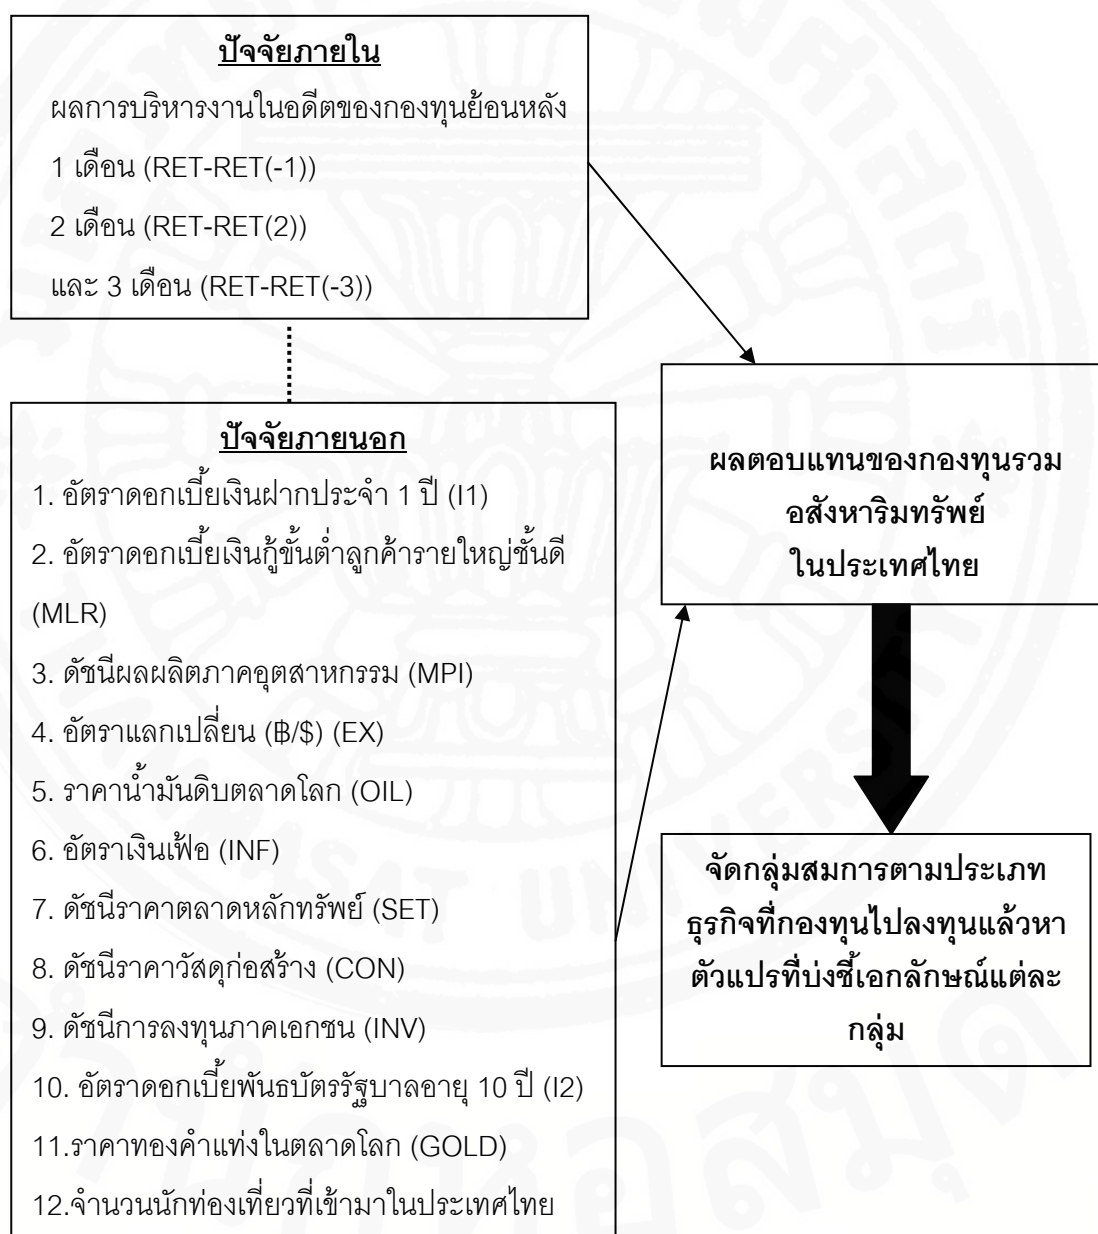 ปัจจัยภายใน
ผลการบริหารงานในอดีตของกองทุนย้อนหลัง
1 เดือน (RET-RET(-1))
2 เดือน (RET-RET(2))
และ 3 เดือน (RET-RET(-3))
ปัจจัยภายนอก
1. อัตราดอกเบี้ยเงินฝากประจำ 1 ปี (I1)
2. อัตราดอกเบี้ยเงินกู้ขั้นต่ำลูกค้ารายใหญ่ชั้นดี
(MLR)
3. ดัชนีผลผลิตภาคอุตสาหกรรม (MPI)
4. อัตราแลกเปลี่ยน (฿/$) (EX)
5. ราคาน้ำมันดิบตลาดโลก (OIL)
6. อัตราเงินเฟ้อ (INF)
7. ดัชนีราคาตลาดหลักทรัพย์ (SET)
8. ดัชนีราคาวัสดุก่อสร้าง (CON)
9. ดัชนีการลงทุนภาคเอกชน (INV)
10. อัตราดอกเบี้ยพันธบัตรรัฐบาลอายุ 10 ปี (I2)
11.ราคาทองคำแท่งในตลาดโลก (GOLD)
12.จำนวนนักท่องเที่ยวที่เข้ามาในประเทศไทย
ผลตอบแทนของกองทุนรวม
อสังหาริมทรัพย์
ในประเทศไทย
จัดกลุ่มสมการตามประเภท
ธุรกิจที่กองทุนไปลงทุนแล้วหา
ตัวแปรที่บ่งชี้เอกลักษณ์แต่ละ
กลุ่ม